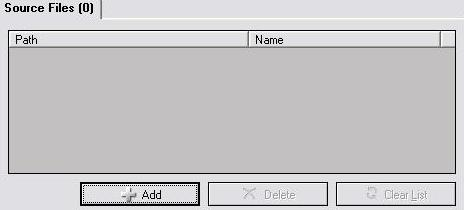 Source Files (0)
Path Name
Add Delete Clear List